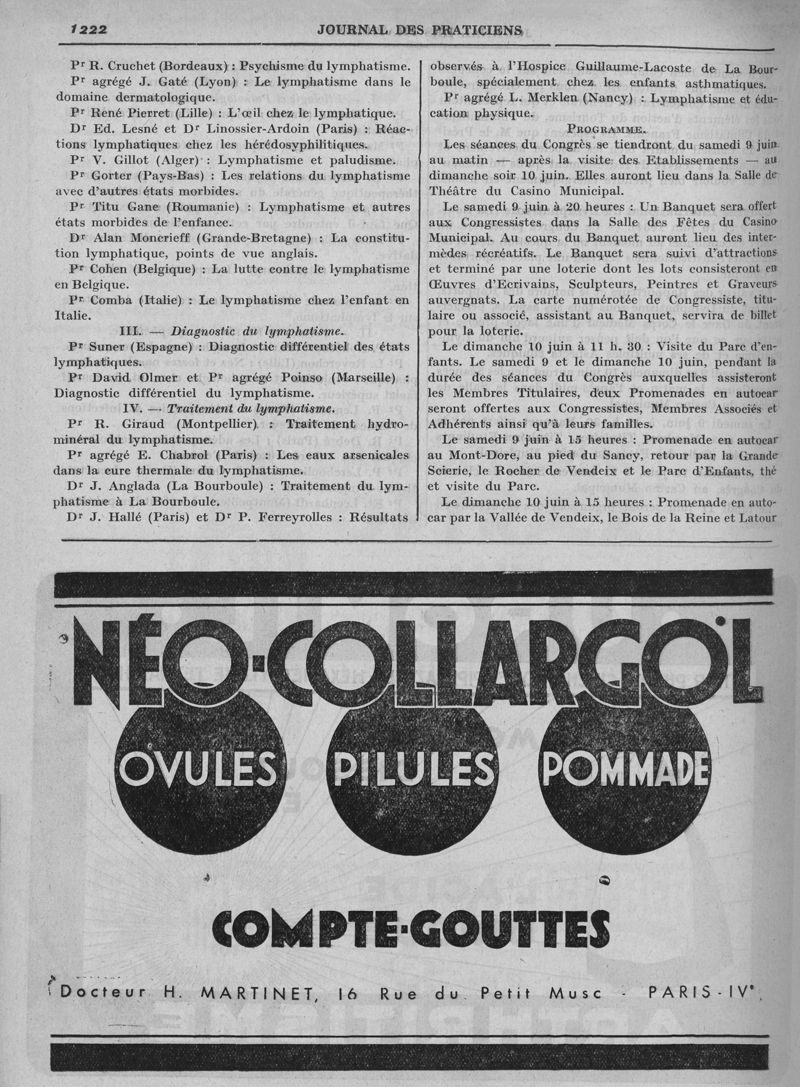 1222
JOURNAL DES PRATICIENS
Pr R. Cruchet (Bordeaux) : Psychisme du lymphatisme.
Pr agrégé J. Gaté (Lyon) : Le lymphatisme dans le
domaine dermatologique.
Pr René Pierret (Lille) : L'œil chez le lymphatique.
Dr Ed. Lesné et Dr Linossier-Ardoin (Paris) : Réac-
tions lymphatiques chez les hérédosyphilitiques.
Pr V. Gillot (Alger) : Lymphatisme et paludisme.
Pr Gorter (Pays-Bas) : Les relations du lymphatisme
avec d'autres états morbides.
Pr Titu Gane (Roumanie) : Lymphatisme et autres
états morbides de l'enfance.
Dr Alan Moncrieff (Grande-Bretagne) : La constitu-
tion lymphatique, points de vue anglais.
Pr Cohen (Belgique) : La lutte contre le lymphatisme
en Belgique.
Pr Comba (Italie) : Le lymphatisme chez l'enfant en
Italie.
III. — Diagnostic du lymphatisme.
Pr Suner (Espagne) : Diagnostic différentiel des états
lymphatiques.
Pr David Olmer et Pr agrégé Poinso (Marseille) :
Diagnostic différentiel du lymphatisme.
IV. — Traitement du lymphatisme.
Pr R. Giraud (Montpellier) : Traitement hydro-
minéral du lymphatisme.
Pr agrégé E. Chabrol (Paris) : Les eaux arsenicales
dans la cure thermale du lymphatisme.
Dr J. Anglada (La Bourboule) : Traitement du lym-
phatisme à La Bourboule.
Dr J. Hallé (Paris) et Dr P. Ferreyrolles : Résultats
observés à l'Hospice Guillaume-Lacoste de La Bour-
boule, spécialement chez les enfants asthmatiques.
Pr agrégé L. Merklen (Nancy) : Lymphatisme et édu-
cation physique.
PROGRAMME.
Les séances du Congrès se tiendront du samedi 9 juin
au matin — après la visite des Etablissements — au
dimanche soir 10 juin. Elles auront lieu dans la Salle de
Théâtre du Casino Municipal.
Le samedi 9 juin à 20 heures : Un Banquet sera offert
aux Congressistes dans la Salle des Fêtes du Casino
Municipal. Au cours du Banquet auront lieu des inter-
mèdes récréatifs. Le Banquet sera suivi d'attractions
et terminé par une loterie dont les lots consisteront en
Œuvres d'Ecrivains, Sculpteurs, Peintres et Graveurs
auvergnats. La carte numérotée de Congressiste, titu-
laire ou associé, assistant au Banquet, servira de billet
pour la loterie.
Le dimanche 10 juin à 11 h. 30 : Visite du Parc d'en-
fants. Le samedi 9 et le dimanche 10 juin, pendant la
durée des séances du Congrès auxquelles assisteront
les Membres Titulaires, deux Promenades en autocar
seront offertes aux Congressistes, Membres Associés et
Adhérents ainsi qu'à leurs familles.
Le samedi 9 juin à 15 heures : Promenade en autocar
au Mont-Dore, au pied du Sancy, retour par la Grande
Scierie, le Rocher de Vendeix et le Parc d'Enfants, thé
et visite du Parc.
Le dimanche 10 juin à 15 heures : Promenade en auto-
car par la Vallée de Vendeix, le Bois de la Reine et Latour
NÉO-COLLARGOL
OVULES PILULES POMMADE
COMPTE-GOUTTES
Docteur H. MARTINET, 16 Rue du Petit Musc - PARIS-IVe